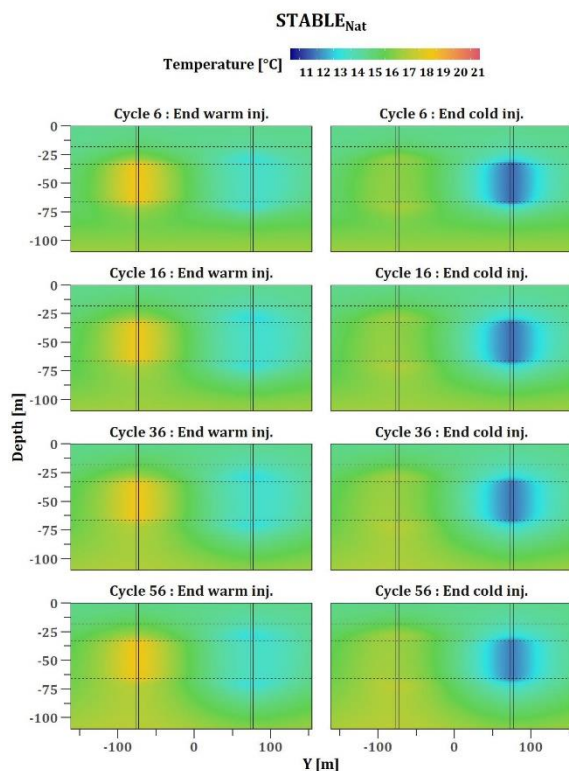 STABLENat
Temperature [°C]
11 12 13 14 15 16 17 18 19 20 21
Cycle 6 : End warm inj. Cycle 6 : End cold inj.
0
-25
-50
-75
-100
Cycle 16 : End warm inj. Cycle 16 : End cold inj.
0
-25
-50
-75
-100
Depth [m]
Cycle 36 : End warm inj. Cycle 36 : End cold inj.
0
-25
-50
-75
-100
Cycle 56 : End warm inj. Cycle 56 : End cold inj.
0
-25
-50
-75
-100
-100 0 100 -100 0 100
Y [m]